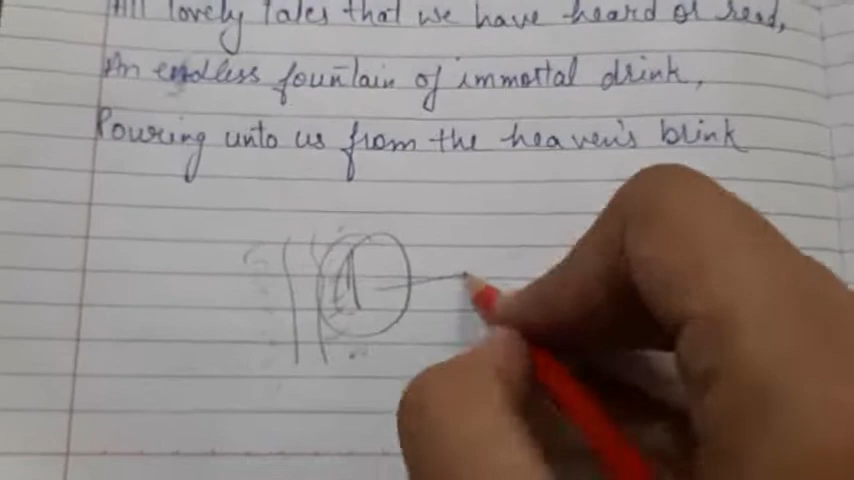 All lovely tales that we have heard or read,
An endless fountain of immortal drink,
Pouring unto us from the heaven's brink